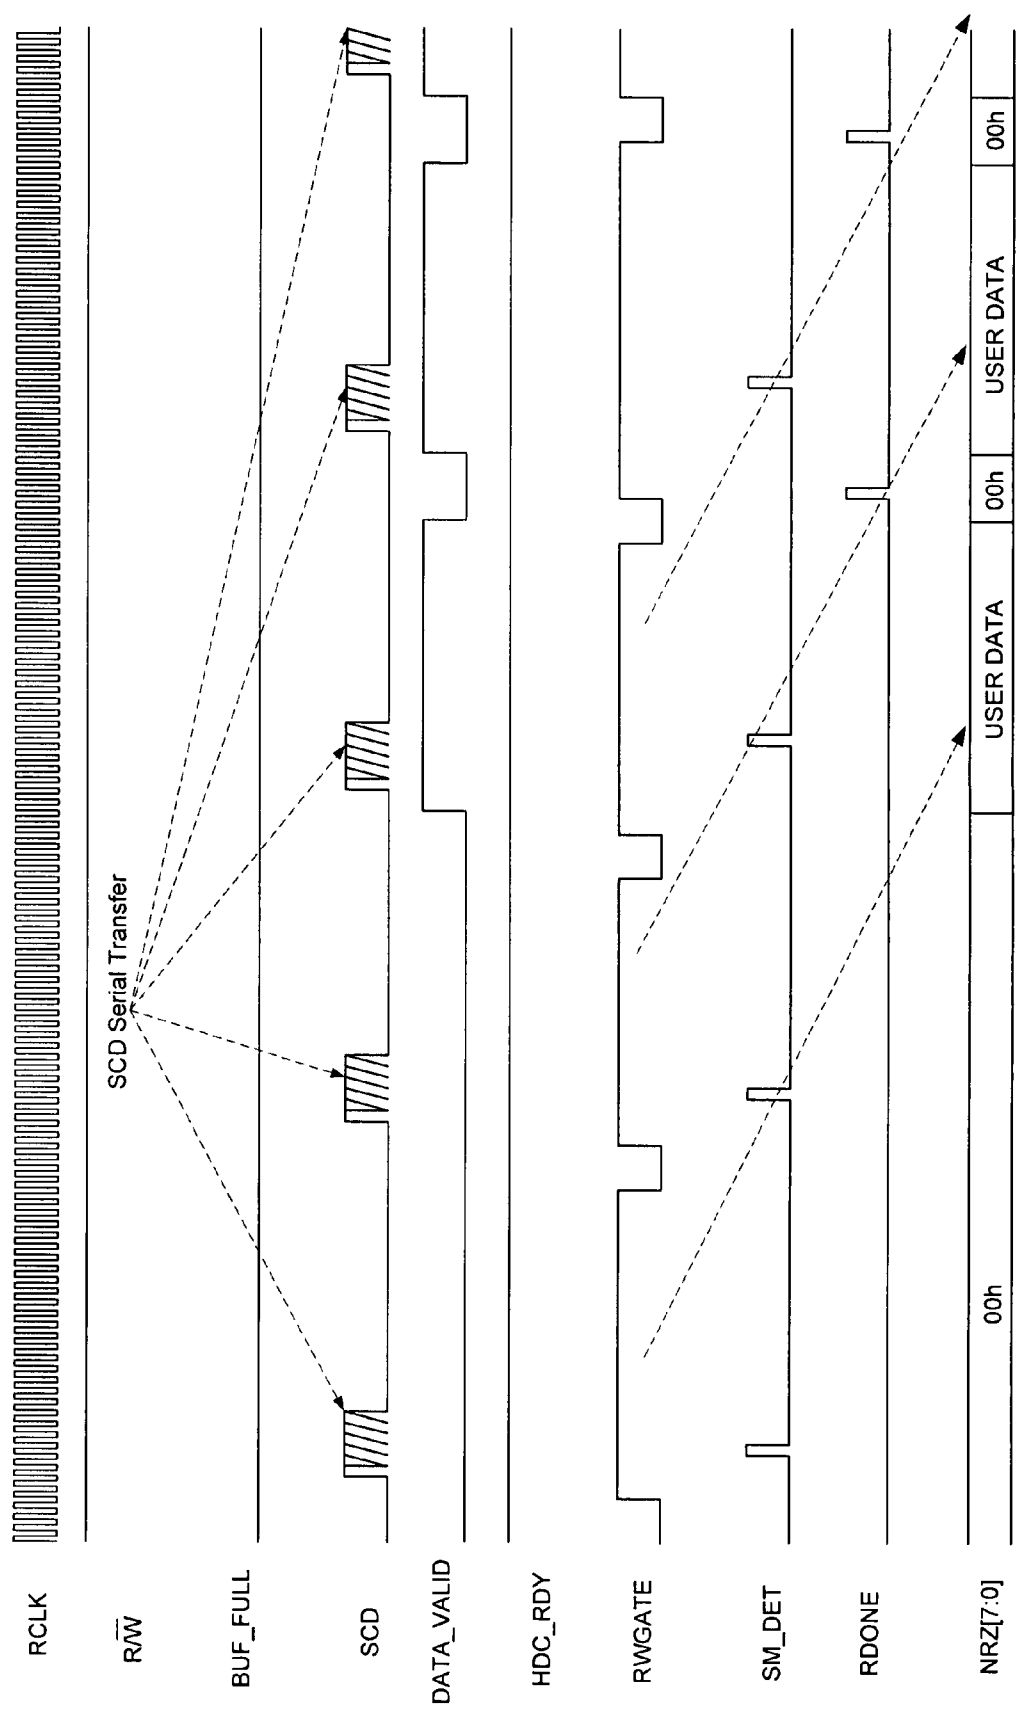 RCLK
R/W̅
SCD Serial Transfer
BUF_FULL
SCD
DATA_VALID
HDC_RDY
RWGATE
SM_DET
RDONE
NRZ[7:0]
00h
USER DATA
00h
USER DATA
00h